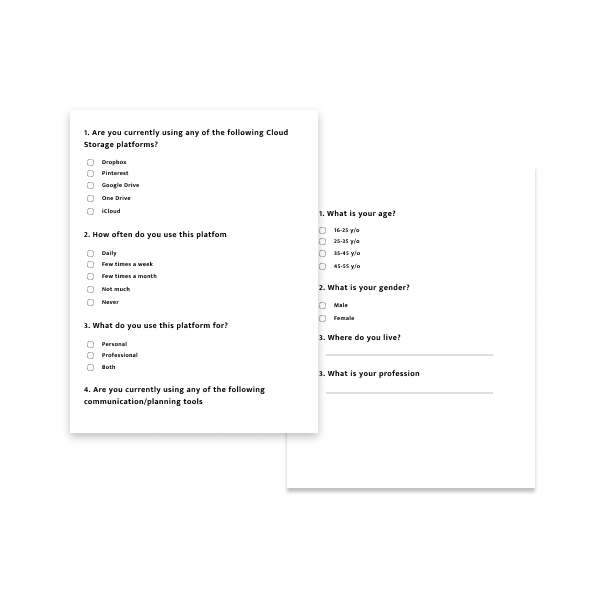 1. Are you currently using any of the following Cloud
Storage platforms?
Dropbox
Pinterest
Google Drive
One Drive
iCloud
2. How often do you use this platfom
Daily
Few times a week
Few times a month
Not much
Never
3. What do you use this platform for?
Personal
Professional
Both
4. Are you currently using any of the following
communication/planning tools
1. What is your age?
16-25 y/o
25-35 y/o
35-45 y/o
45-55 y/o
2. What is your gender?
Male
Female
3. Where do you live?
3. What is your profession